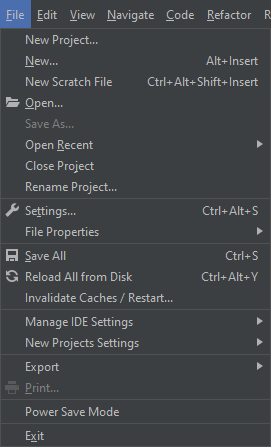 File Edit View Navigate Code Refactor R
New Project...
New... Alt+Insert
New Scratch File Ctrl+Alt+Shift+Insert
Open...
Save As...
Open Recent
Close Project
Rename Project...
Settings... Ctrl+Alt+S
File Properties
Save All Ctrl+S
Reload All from Disk Ctrl+Alt+Y
Invalidate Caches / Restart...
Manage IDE Settings
New Projects Settings
Export
Print...
Power Save Mode
Exit